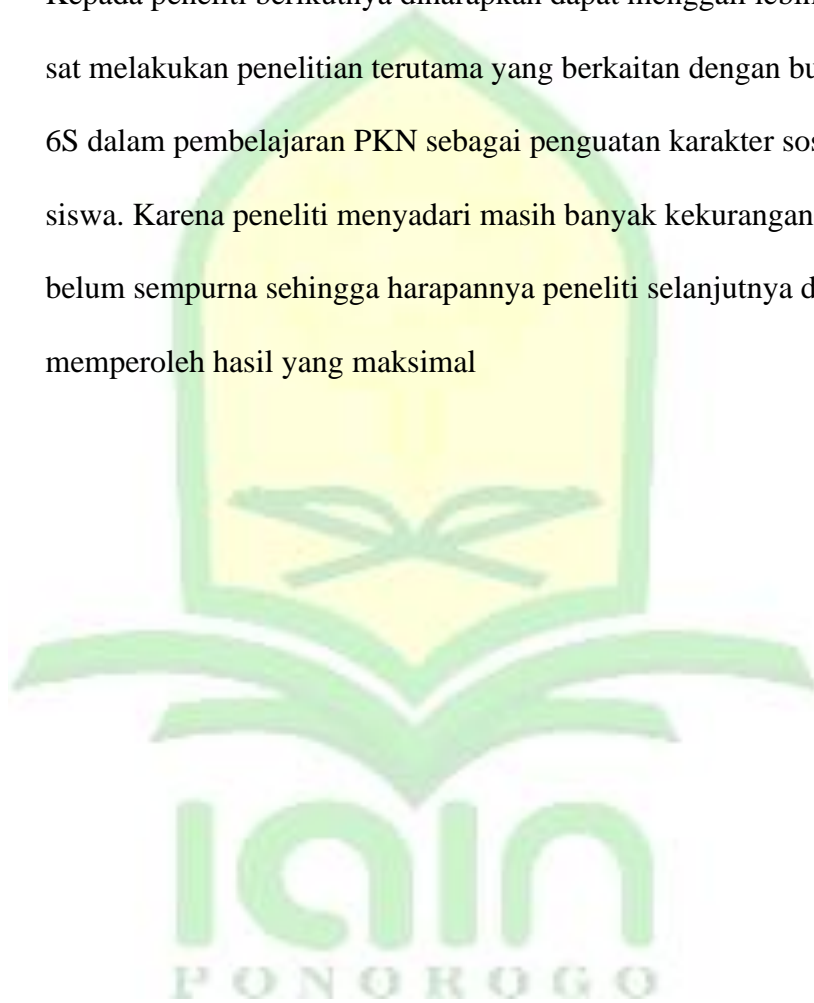 Kepada peneliti berikutnya diharapkan dapat menggali lebih
sat melakukan penelitian terutama yang berkaitan dengan
6S dalam pembelajaran PKN sebagai penguatan karakter
siswa. Karena peneliti menyadari masih banyak kekurangan
belum sempurna sehingga harapannya peneliti selanjutnya
memperoleh hasil yang maksimal
iain
PONOROGO